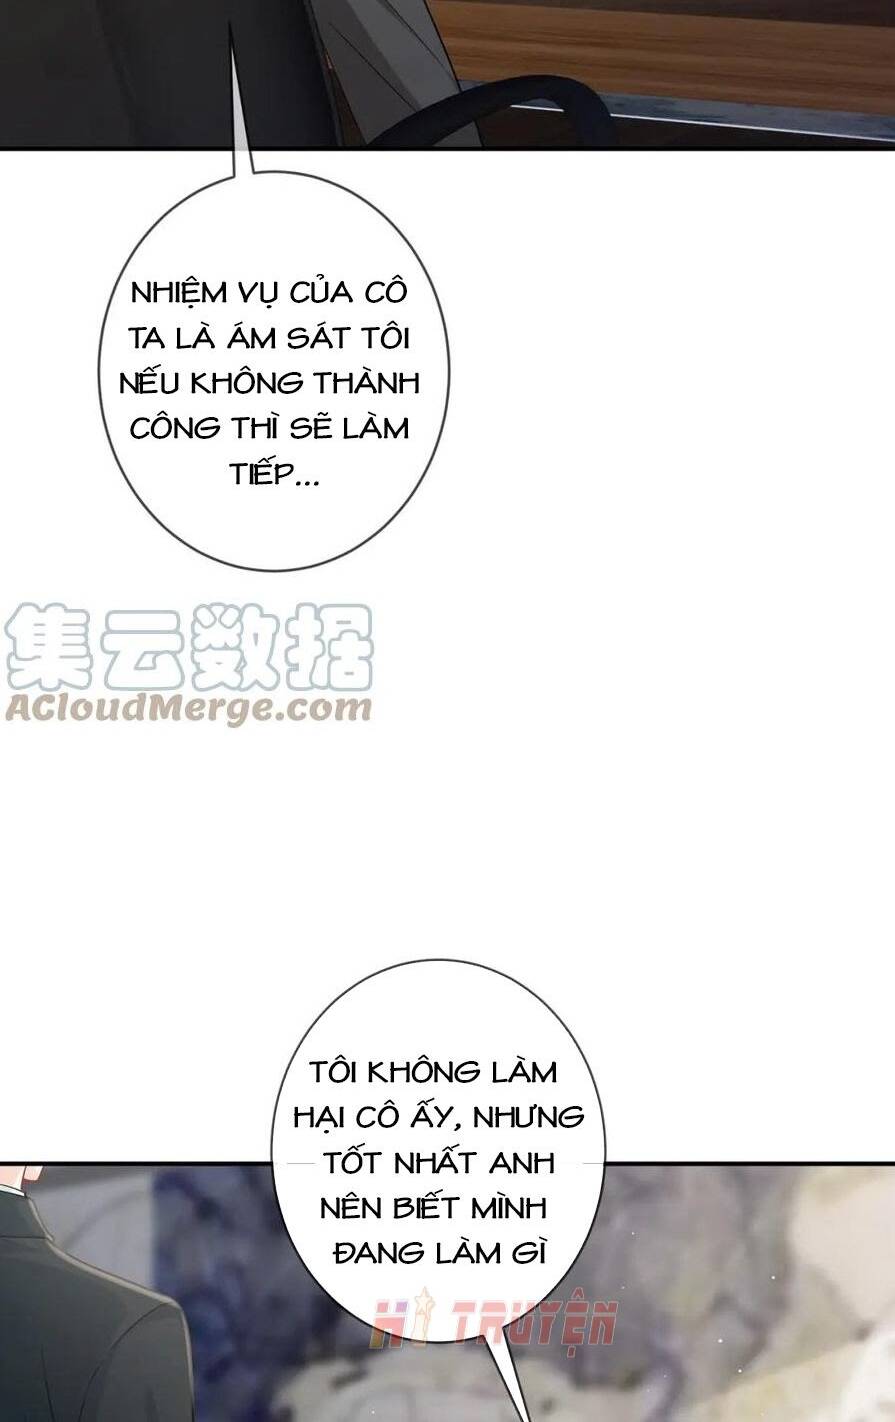 NHIỆM VỤ CỦA CÔ
TA LÀ ÁM SÁT TÔI
NẾU KHÔNG THÀNH
CÔNG THÌ SẼ LÀM
TIẾP...
集云数据
ACloudMerge.com
TÔI KHÔNG LÀM
HẠI CÔ ẤY, NHƯNG
TỐT NHẤT ANH
NÊN BIẾT MÌNH
ĐANG LÀM GÌ
HI TRUYỆN